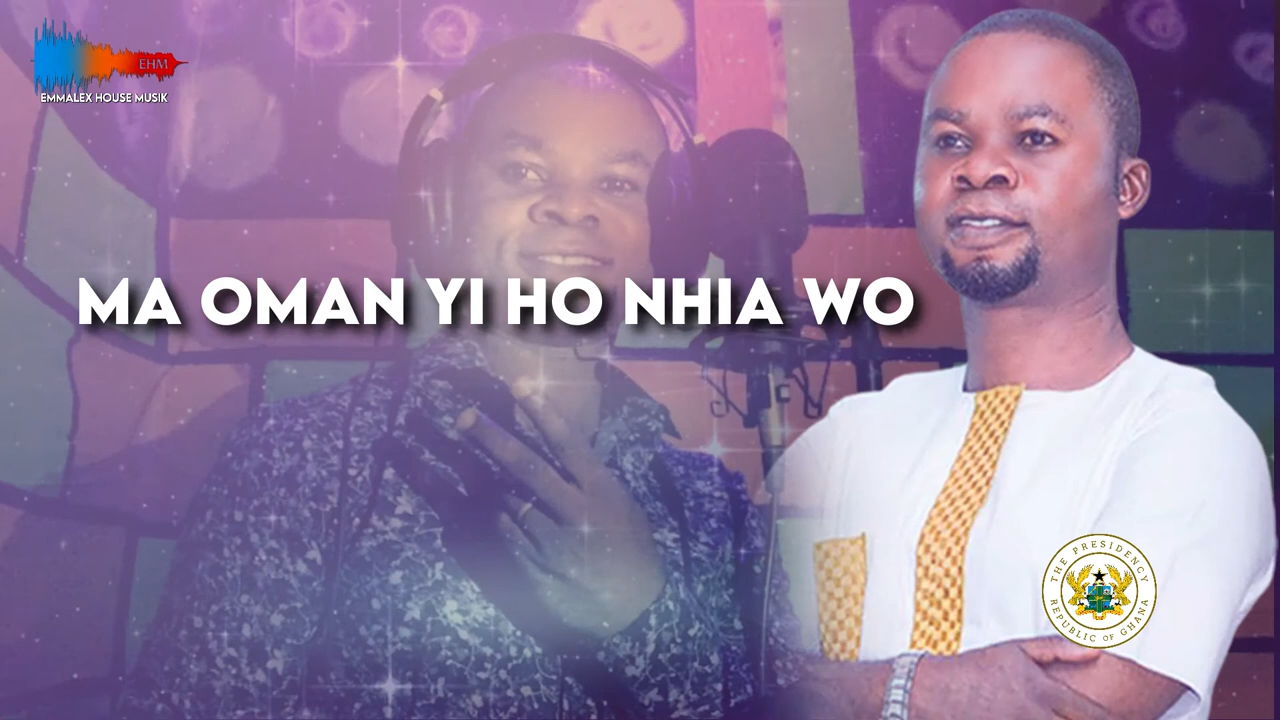 EHM
EMMALEX HOUSE MUSIK
MA OMAN YI HO NHIA WO
THE PRESIDENCY
REPUBLIC OF GHANA